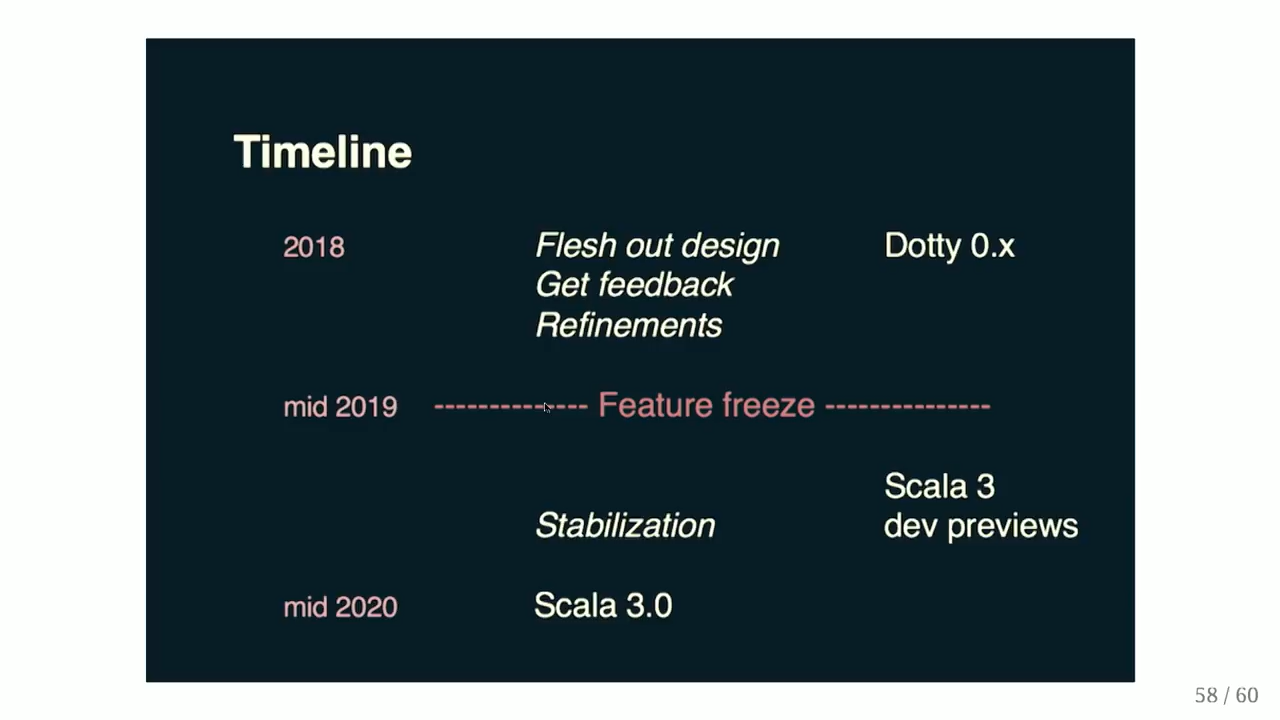 Timeline
2018 Flesh out design Dotty 0.x
Get feedback
Refinements
mid 2019 -------------- Feature freeze ---------------
Scala 3
Stabilization dev previews
mid 2020 Scala 3.0
58 / 60